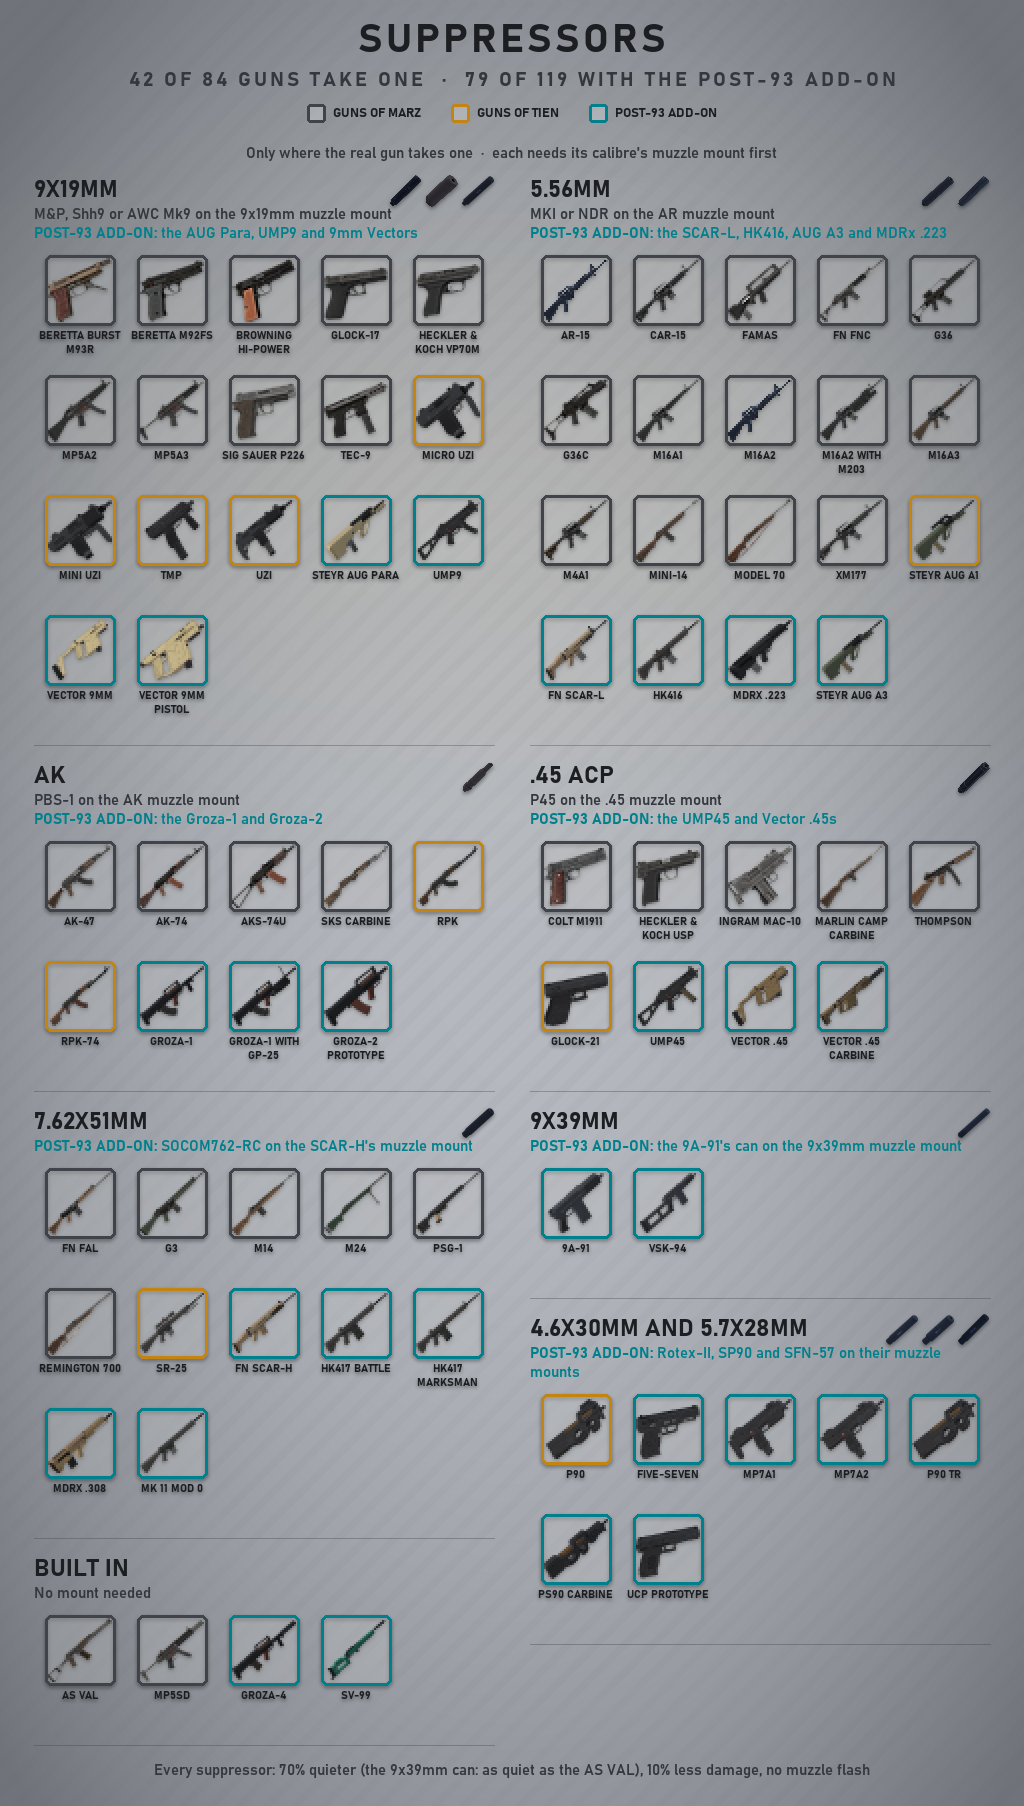 SUPPRESSORS
42 OF 84 GUNS TAKE ONE · 79 OF 119 WITH THE POST-93 ADD-ON
GUNS OF MARZ
GUNS OF TIEN
POST-93 ADD-ON
Only where the real gun takes one · each needs its calibre's muzzle mount first
9X19MM
M&P, Shh9 or AWC Mk9 on the 9x19mm muzzle mount
POST-93 ADD-ON: the AUG Para, UMP9 and 9mm Vectors
BERETTA BURST
M93R
BERETTA M92FS
BROWNING
HI-POWER
GLOCK-17
HECKLER &
KOCH VP70M
MP5A2
MP5A3
SIG SAUER P226
TEC-9
MICRO UZI
MINI UZI
TMP
UZI
STEYR AUG PARA
UMP9
VECTOR 9MM
VECTOR 9MM
PISTOL
5.56MM
MKI or NDR on the AR muzzle mount
POST-93 ADD-ON: the SCAR-L, HK416, AUG A3 and MDRx .223
AR-15
CAR-15
FAMAS
FN FNC
G36
G36C
M16A1
M16A2
M16A2 WITH
M203
M16A3
M4A1
MINI-14
MODEL 70
XM177
STEYR AUG A1
FN SCAR-L
HK416
MDRX .223
STEYR AUG A3
AK
PBS-1 on the AK muzzle mount
POST-93 ADD-ON: the Groza-1 and Groza-2
AK-47
AK-74
AKS-74U
SKS CARBINE
RPK
RPK-74
GROZA-1
GROZA-1 WITH
GP-25
GROZA-2
PROTOTYPE
.45 ACP
P45 on the .45 muzzle mount
POST-93 ADD-ON: the UMP45 and Vector .45s
COLT M1911
HECKLER &
KOCH USP
INGRAM MAC-10
MARLIN CAMP
CARBINE
THOMPSON
GLOCK-21
UMP45
VECTOR .45
VECTOR .45
CARBINE
7.62X51MM
POST-93 ADD-ON: SOCOM762-RC on the SCAR-H's muzzle mount
FN FAL
G3
M14
M24
PSG-1
REMINGTON 700
SR-25
FN SCAR-H
HK417 BATTLE
HK417
MARKSMAN
MDRX .308
MK 11 MOD 0
9X39MM
POST-93 ADD-ON: the 9A-91's can on the 9x39mm muzzle mount
9A-91
VSK-94
4.6X30MM AND 5.7X28MM
POST-93 ADD-ON: Rotex-II, SP90 and SFN-57 on their muzzle
mounts
P90
FIVE-SEVEN
MP7A1
MP7A2
P90 TR
PS90 CARBINE
UCP PROTOTYPE
BUILT IN
No mount needed
AS VAL
MP5SD
GROZA-4
SV-99
Every suppressor: 70% quieter (the 9x39mm can: as quiet as the AS VAL), 10% less damage, no muzzle flash